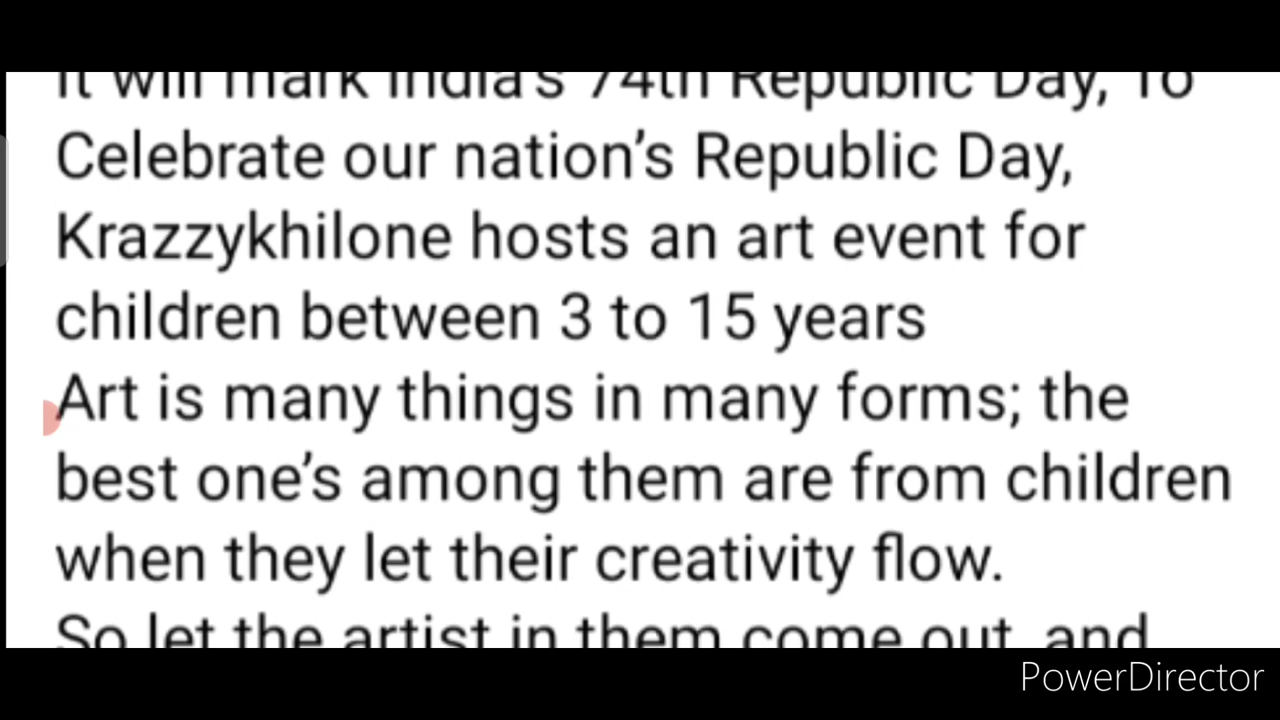 It will mark India's 74th Republic Day, To
Celebrate our nation’s Republic Day,
Krazzykhilone hosts an art event for
children between 3 to 15 years
Art is many things in many forms; the
best one’s among them are from children
when they let their creativity flow.
So let the artist in them come out, and
PowerDirector